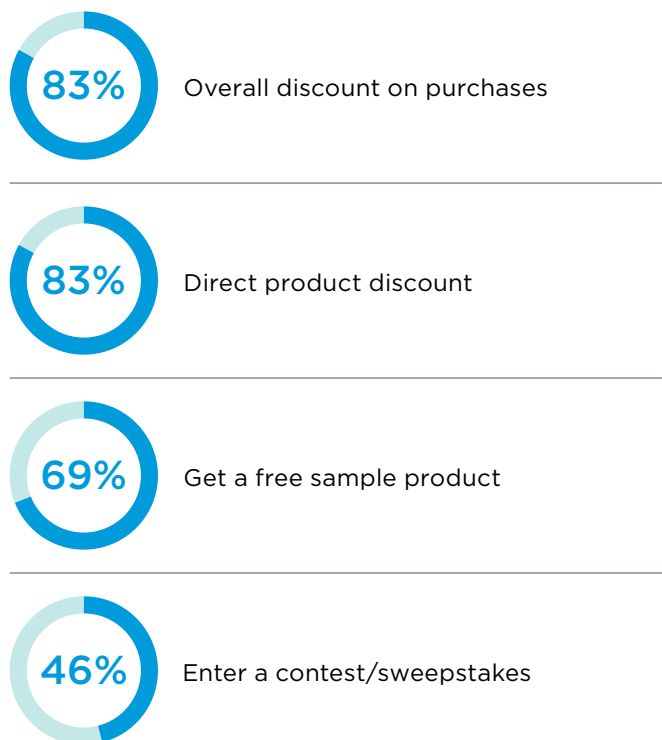 83%
Overall discount on purchases
83%
Direct product discount
69%
Get a free sample product
46%
Enter a contest/sweepstakes